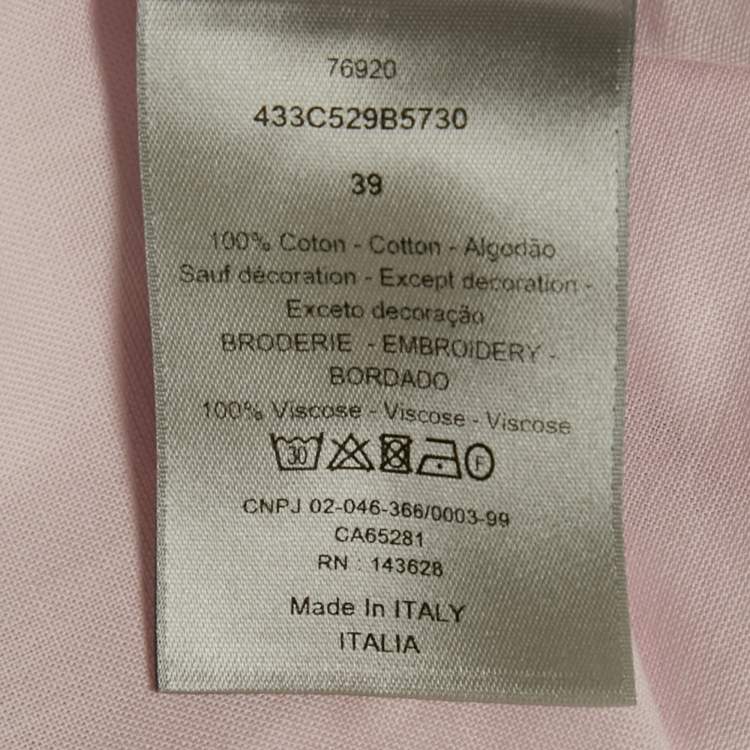 76920
433C529B5730
39
100% Coton - Cotton - Algodão
Sauf décoration - Except decoration -
Exceto decoração
BRODERIE - EMBROIDERY -
BORDADO
100% Viscose - Viscose - Viscose
30 F
CNPJ 02-046-366/0003-99
CA65281
RN : 143628
Made In ITALY
ITALIA